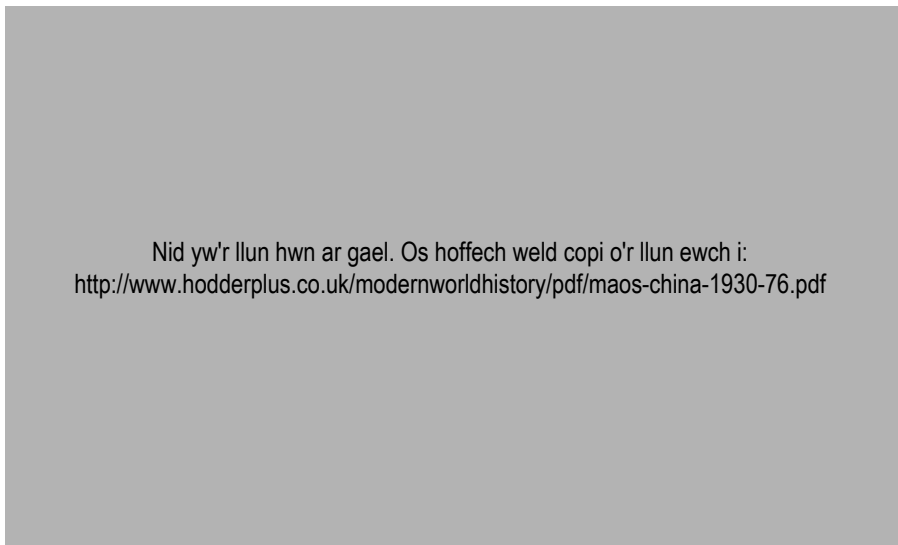 Nid yw'r llun hwn ar gael. Os hoffech weld copi o'r llun ewch i:
http://www.hodderplus.co.uk/modernworldhistory/pdf/maos-china-1930-76.pdf